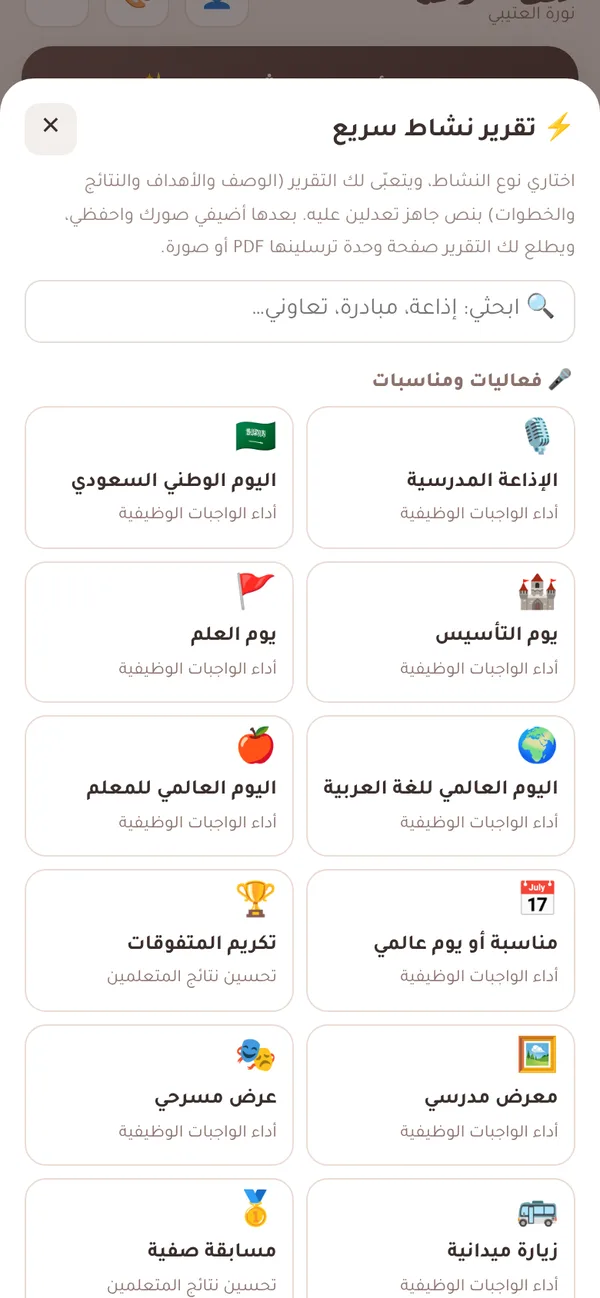 نورة العتيبي
⚡ تقرير نشاط سريع
✕
اختاري نوع النشاط، ويتعبّى لك التقرير (الوصف والأهداف والنتائج
والخطوات) بنص جاهز تعدلين عليه. بعدها أضيفي صورك واحفظي،
ويطلع لك التقرير صفحة وحدة ترسلينها PDF أو صورة.
🔍 ابحثي: إذاعة، مبادرة، تعاوني...
🎤 فعاليات ومناسبات
الإذاعة المدرسية
أداء الواجبات الوظيفية
اليوم الوطني السعودي
أداء الواجبات الوظيفية
يوم التأسيس
أداء الواجبات الوظيفية
يوم العلم
أداء الواجبات الوظيفية
اليوم العالمي للغة العربية
أداء الواجبات الوظيفية
اليوم العالمي للمعلم
أداء الواجبات الوظيفية
July
17
مناسبة أو يوم عالمي
أداء الواجبات الوظيفية
تكريم المتفوقات
تحسين نتائج المتعلمين
معرض مدرسي
أداء الواجبات الوظيفية
عرض مسرحي
أداء الواجبات الوظيفية
زيارة ميدانية
أداء الواجبات الوظيفية
مسابقة صفية
تحسين نتائج المتعلمين